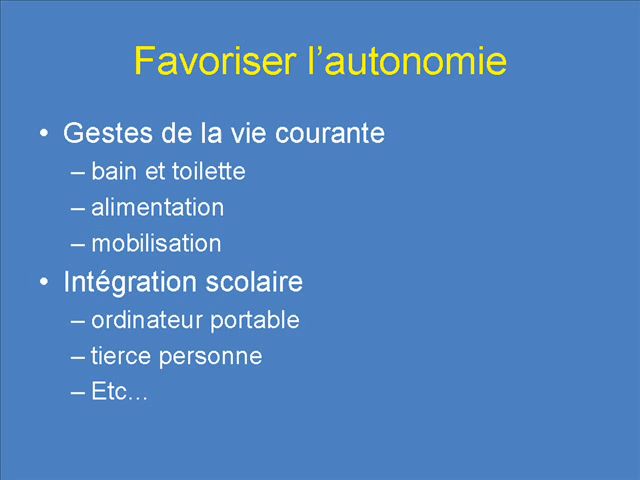 Favoriser l’autonomie
• Gestes de la vie courante
– bain et toilette
– alimentation
– mobilisation
• Intégration scolaire
– ordinateur portable
– tierce personne
– Etc...